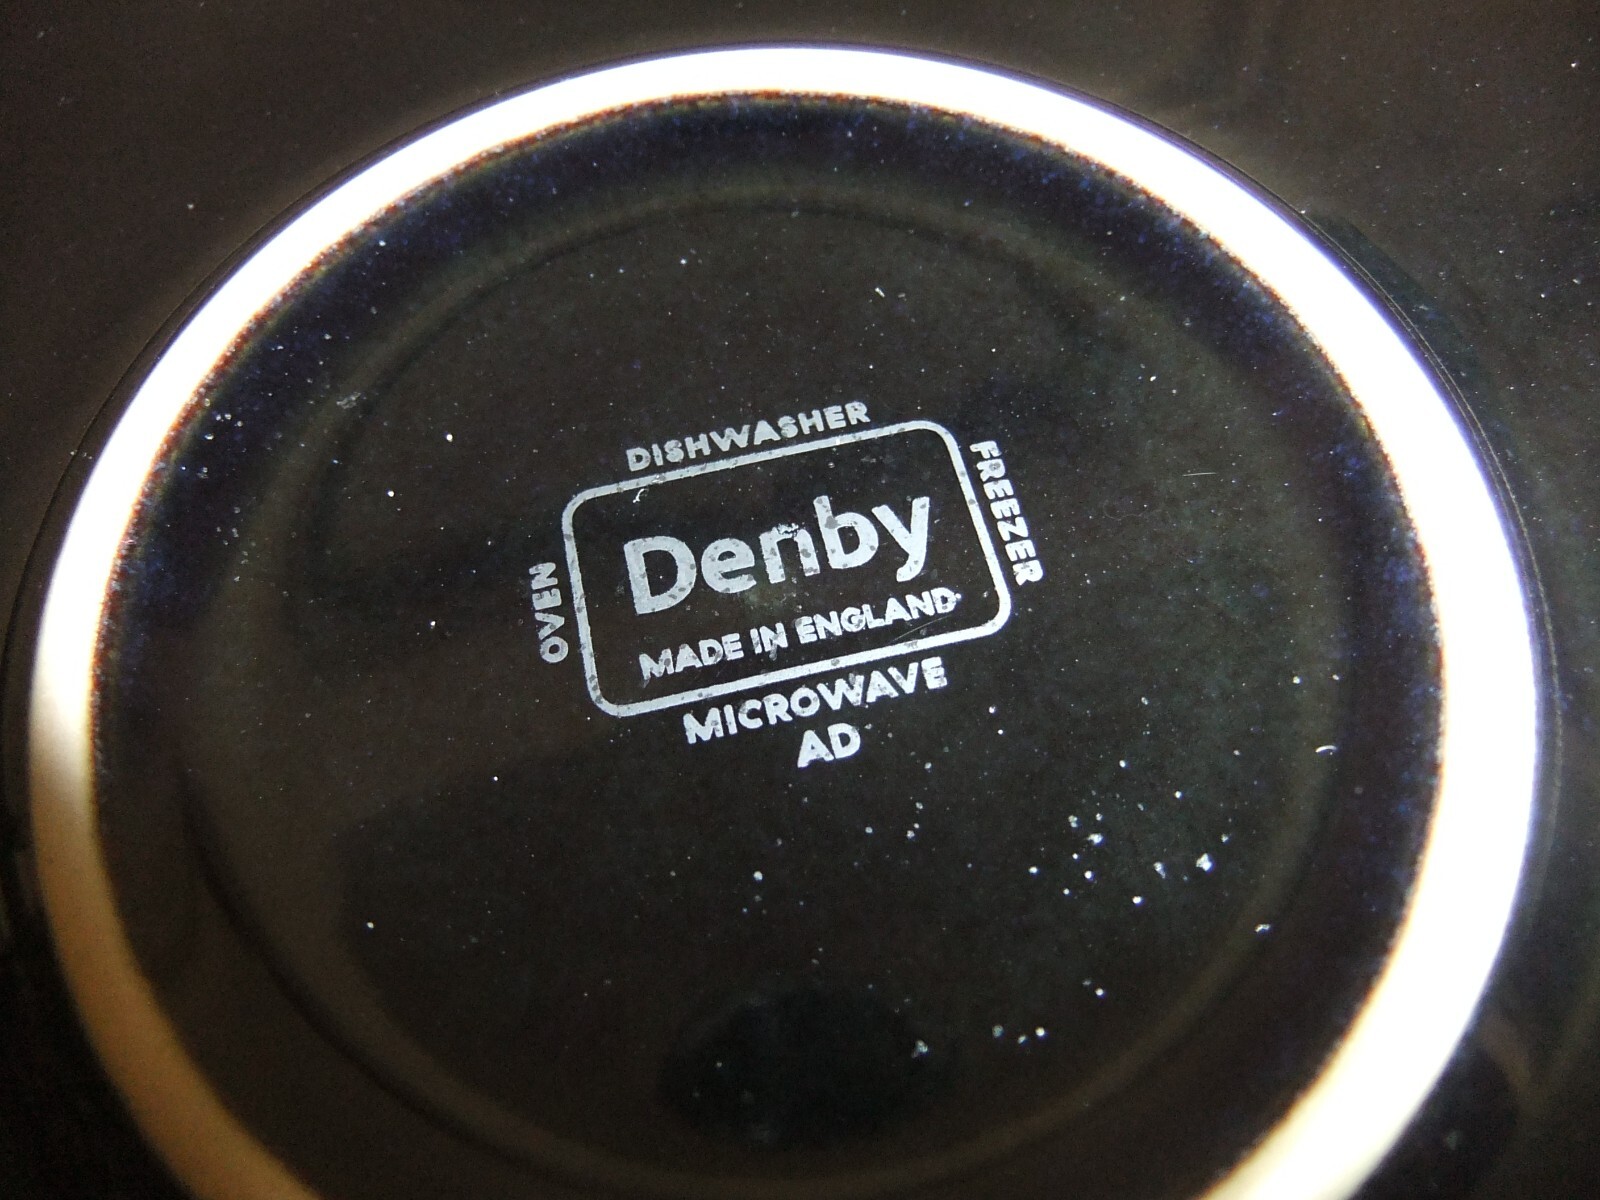 DISHWASHER
FREEZER
OVEN
Denby
MADE IN ENGLAND
MICROWAVE
AD